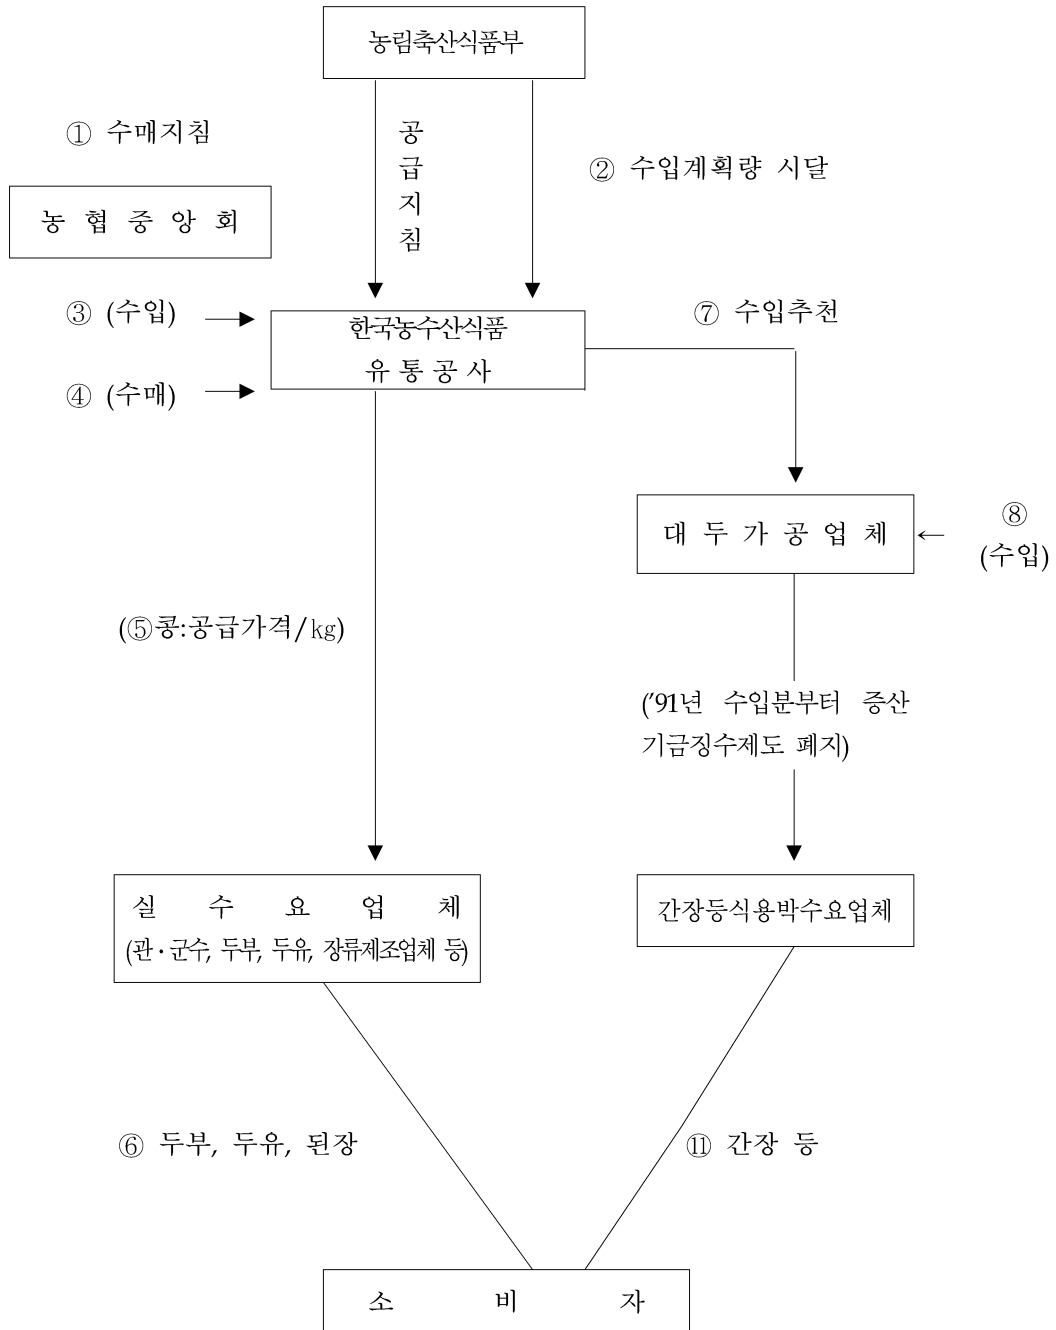 농림축산식품부
① 수매지침
공급지침
② 수입계획량 시달
농 협 중 앙 회
③ (수입)
한국농수산식품
유 통 공 사
⑦ 수입추천
④ (수매)
대 두 가 공 업 체
⑧
(수입)
(⑤콩:공급가격/㎏)
('91년 수입분부터 증산
기금징수제도 폐지)
실 수 요 업 체
(관·군수, 두부, 두유, 장류제조업체 등)
간장등식용박수요업체
⑥ 두부, 두유, 된장
⑪ 간장 등
소 비 자